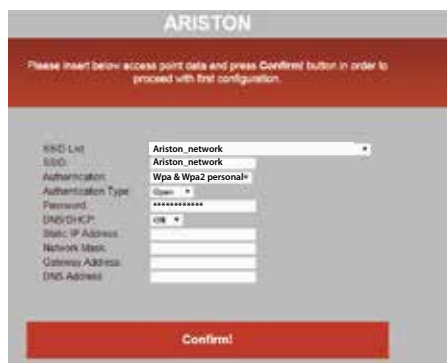 ARISTON
Please insert below access point data and press Confirm! button in order to
proceed with first configuration.
SSID List Ariston_network
SSID: Ariston_network
Authentication: Wpa & Wpa2 personal
Authentication Type: Open
Password: ************
DNS/DHCP: ON
Static IP Address:
Network Mask:
Gateway Address:
DNS Address:
Confirm!